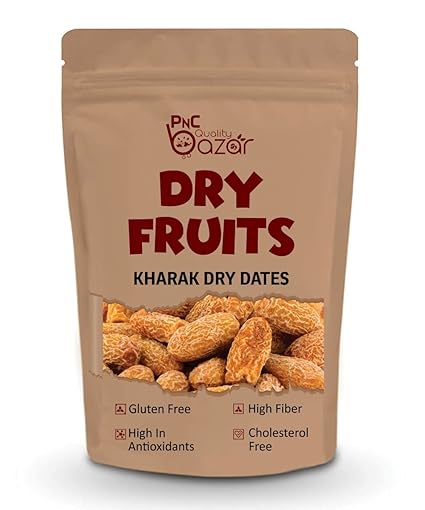 PNC
Quality
bazar
DRY
FRUITS
KHARAK DRY DATES
Gluten Free
High Fiber
High In
Antioxidants
Cholesterol
Free